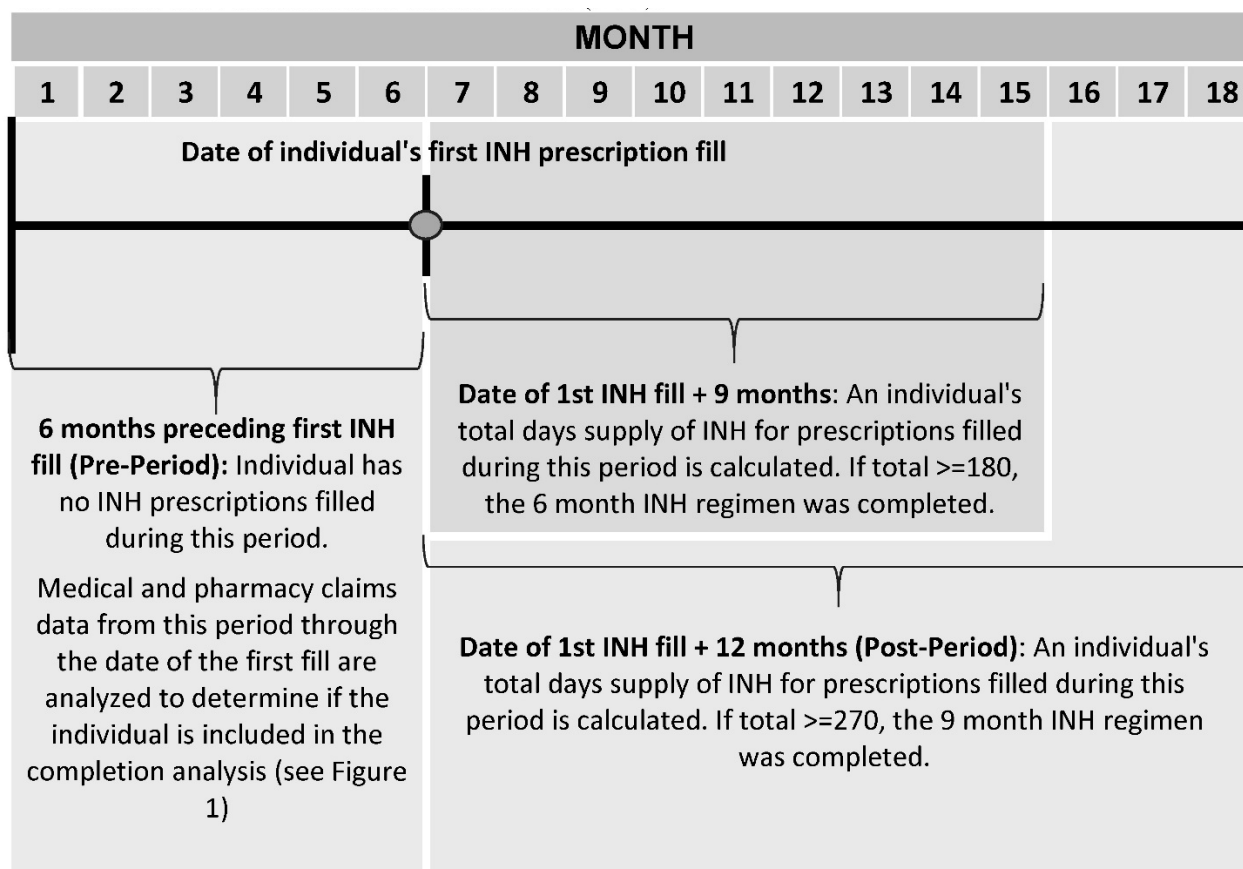 MONTH
1 2 3 4 5 6 7 8 9 10 11 12 13 14 15 16 17 18
Date of individual's first INH prescription fill
6 months preceding first INH
fill (Pre-Period): Individual has
no INH prescriptions filled
during this period.
Medical and pharmacy claims
data from this period through
the date of the first fill are
analyzed to determine if the
individual is included in the
completion analysis (see Figure
1)
Date of 1st INH fill + 9 months: An individual's
total days supply of INH for prescriptions filled
during this period is calculated. If total >=180,
the 6 month INH regimen was completed.
Date of 1st INH fill + 12 months (Post-Period): An individual's
total days supply of INH for prescriptions filled during this
period is calculated. If total >=270, the 9 month INH regimen
was completed.